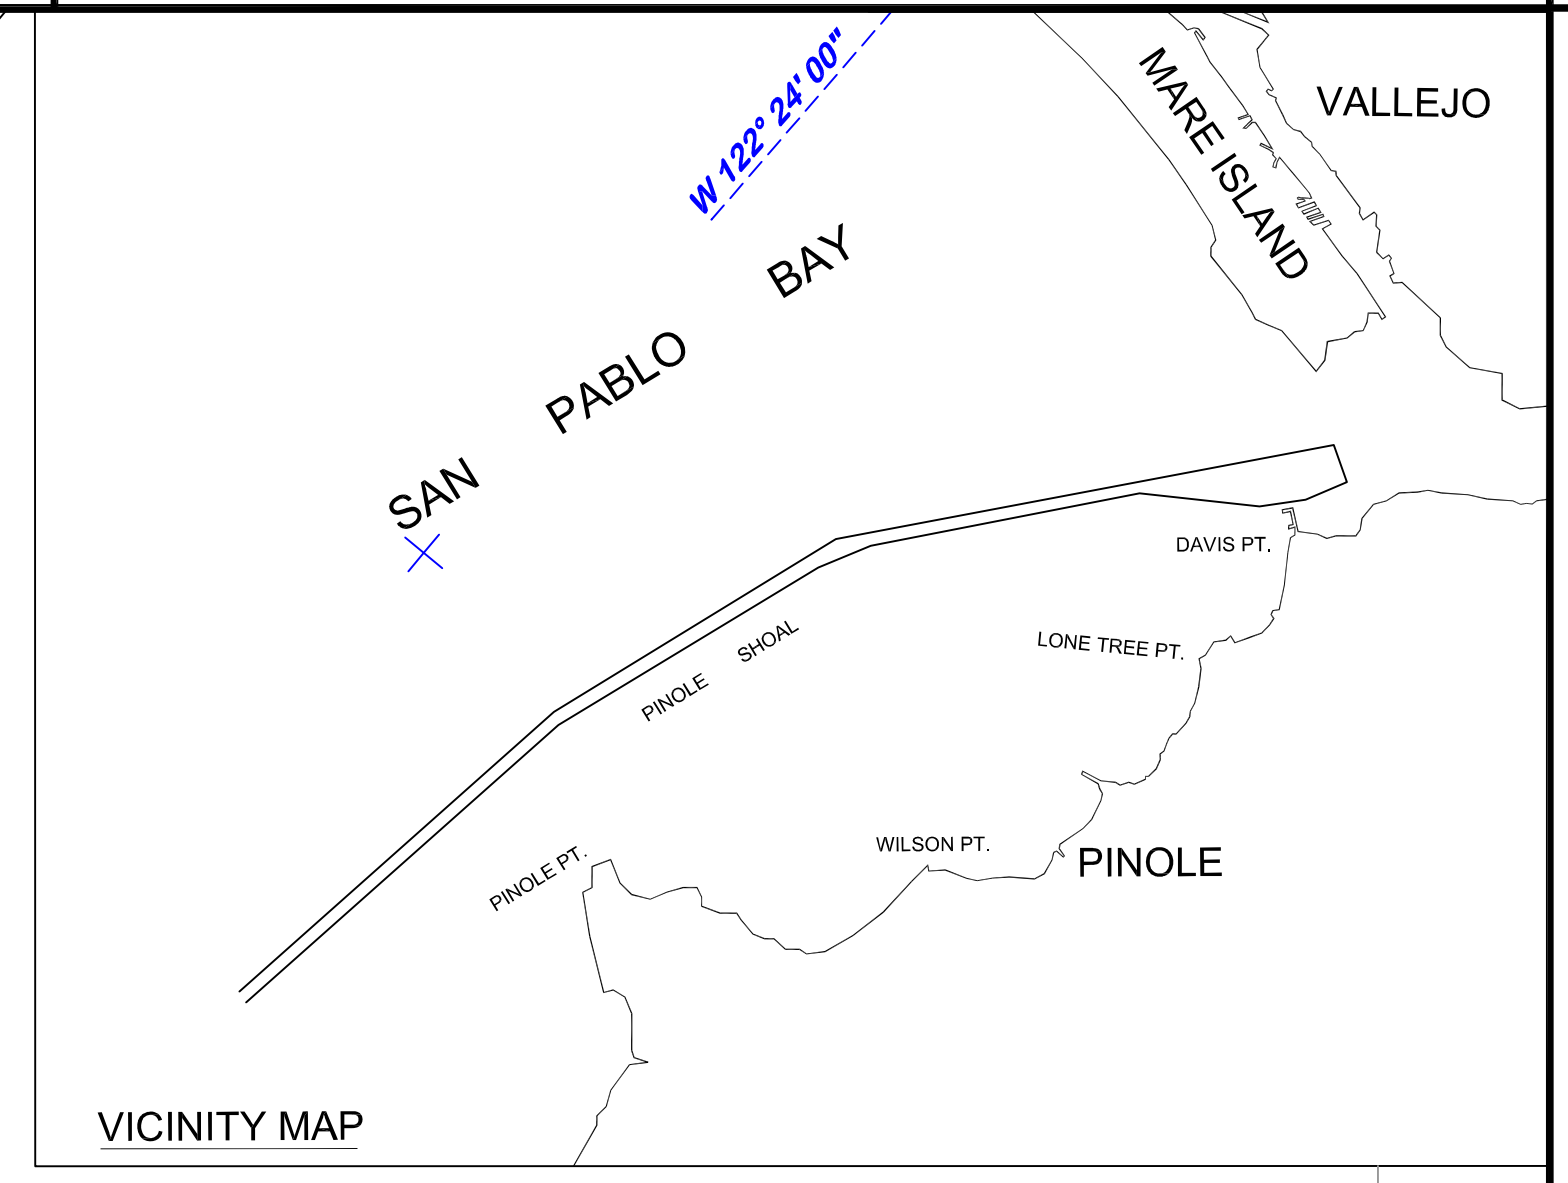 W 122° 24' 00"
MARE ISLAND
VALLEJO
SAN PABLO BAY
DAVIS PT.
LONE TREE PT.
PINOLE SHOAL
PINOLE PT.
WILSON PT.
PINOLE
VICINITY MAP